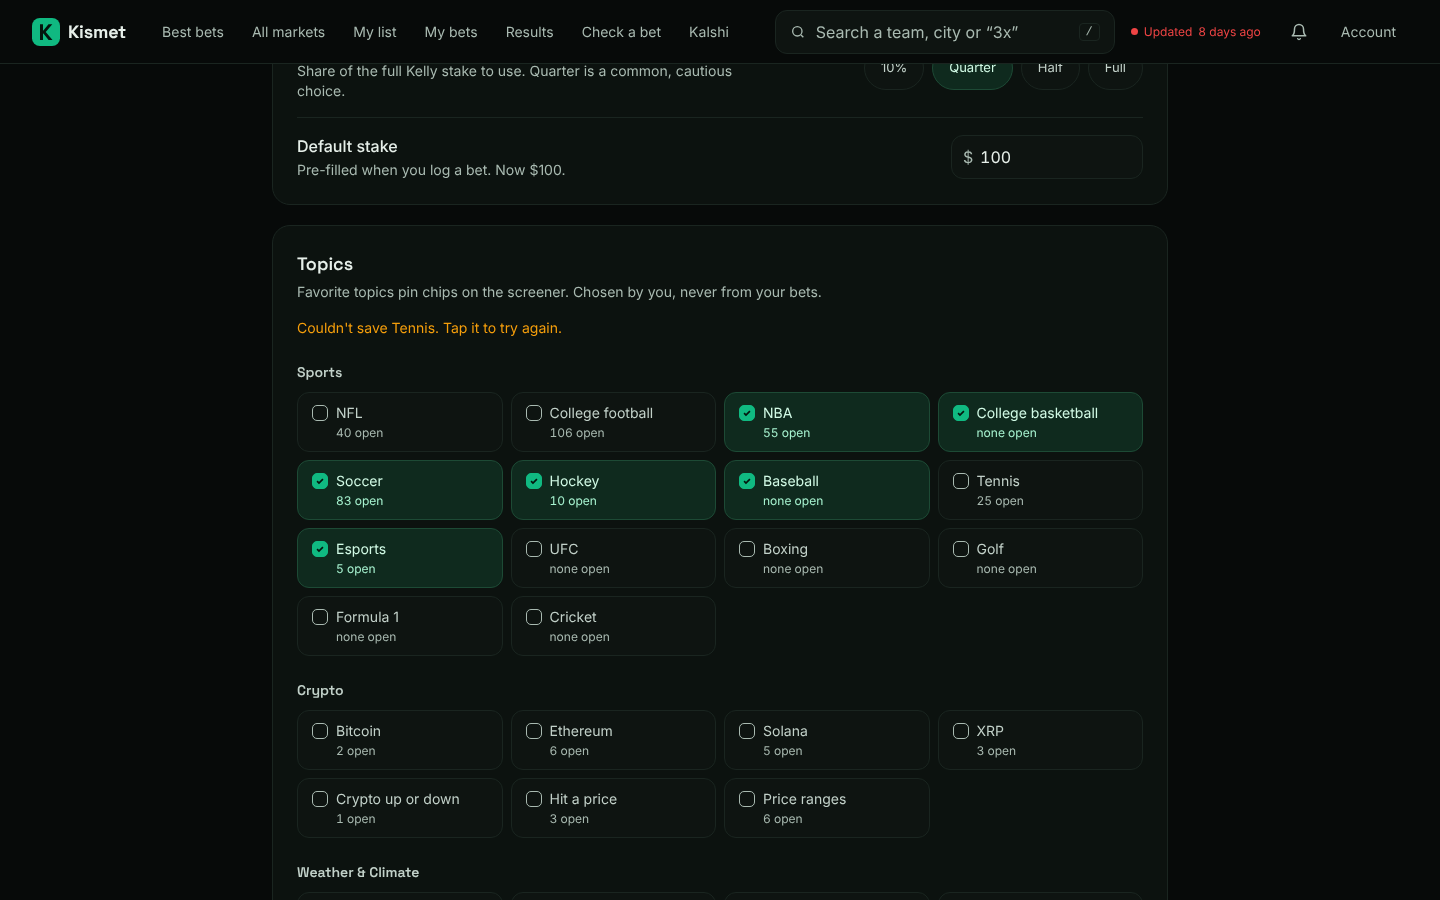 K Kismet
Best bets
All markets
My list
My bets
Results
Check a bet
Kalshi
Search a team, city or “3x”
/
Updated 8 days ago
Account
Share of the full Kelly stake to use. Quarter is a common, cautious
choice.
10%
Quarter
Half
Full
Default stake
Pre-filled when you log a bet. Now $100.
$ 100
Topics
Favorite topics pin chips on the screener. Chosen by you, never from your bets.
Couldn't save Tennis. Tap it to try again.
Sports
NFL
40 open
College football
106 open
NBA
55 open
College basketball
none open
Soccer
83 open
Hockey
10 open
Baseball
none open
Tennis
25 open
Esports
5 open
UFC
none open
Boxing
none open
Golf
none open
Formula 1
none open
Cricket
none open
Crypto
Bitcoin
2 open
Ethereum
6 open
Solana
5 open
XRP
3 open
Crypto up or down
1 open
Hit a price
3 open
Price ranges
6 open
Weather & Climate